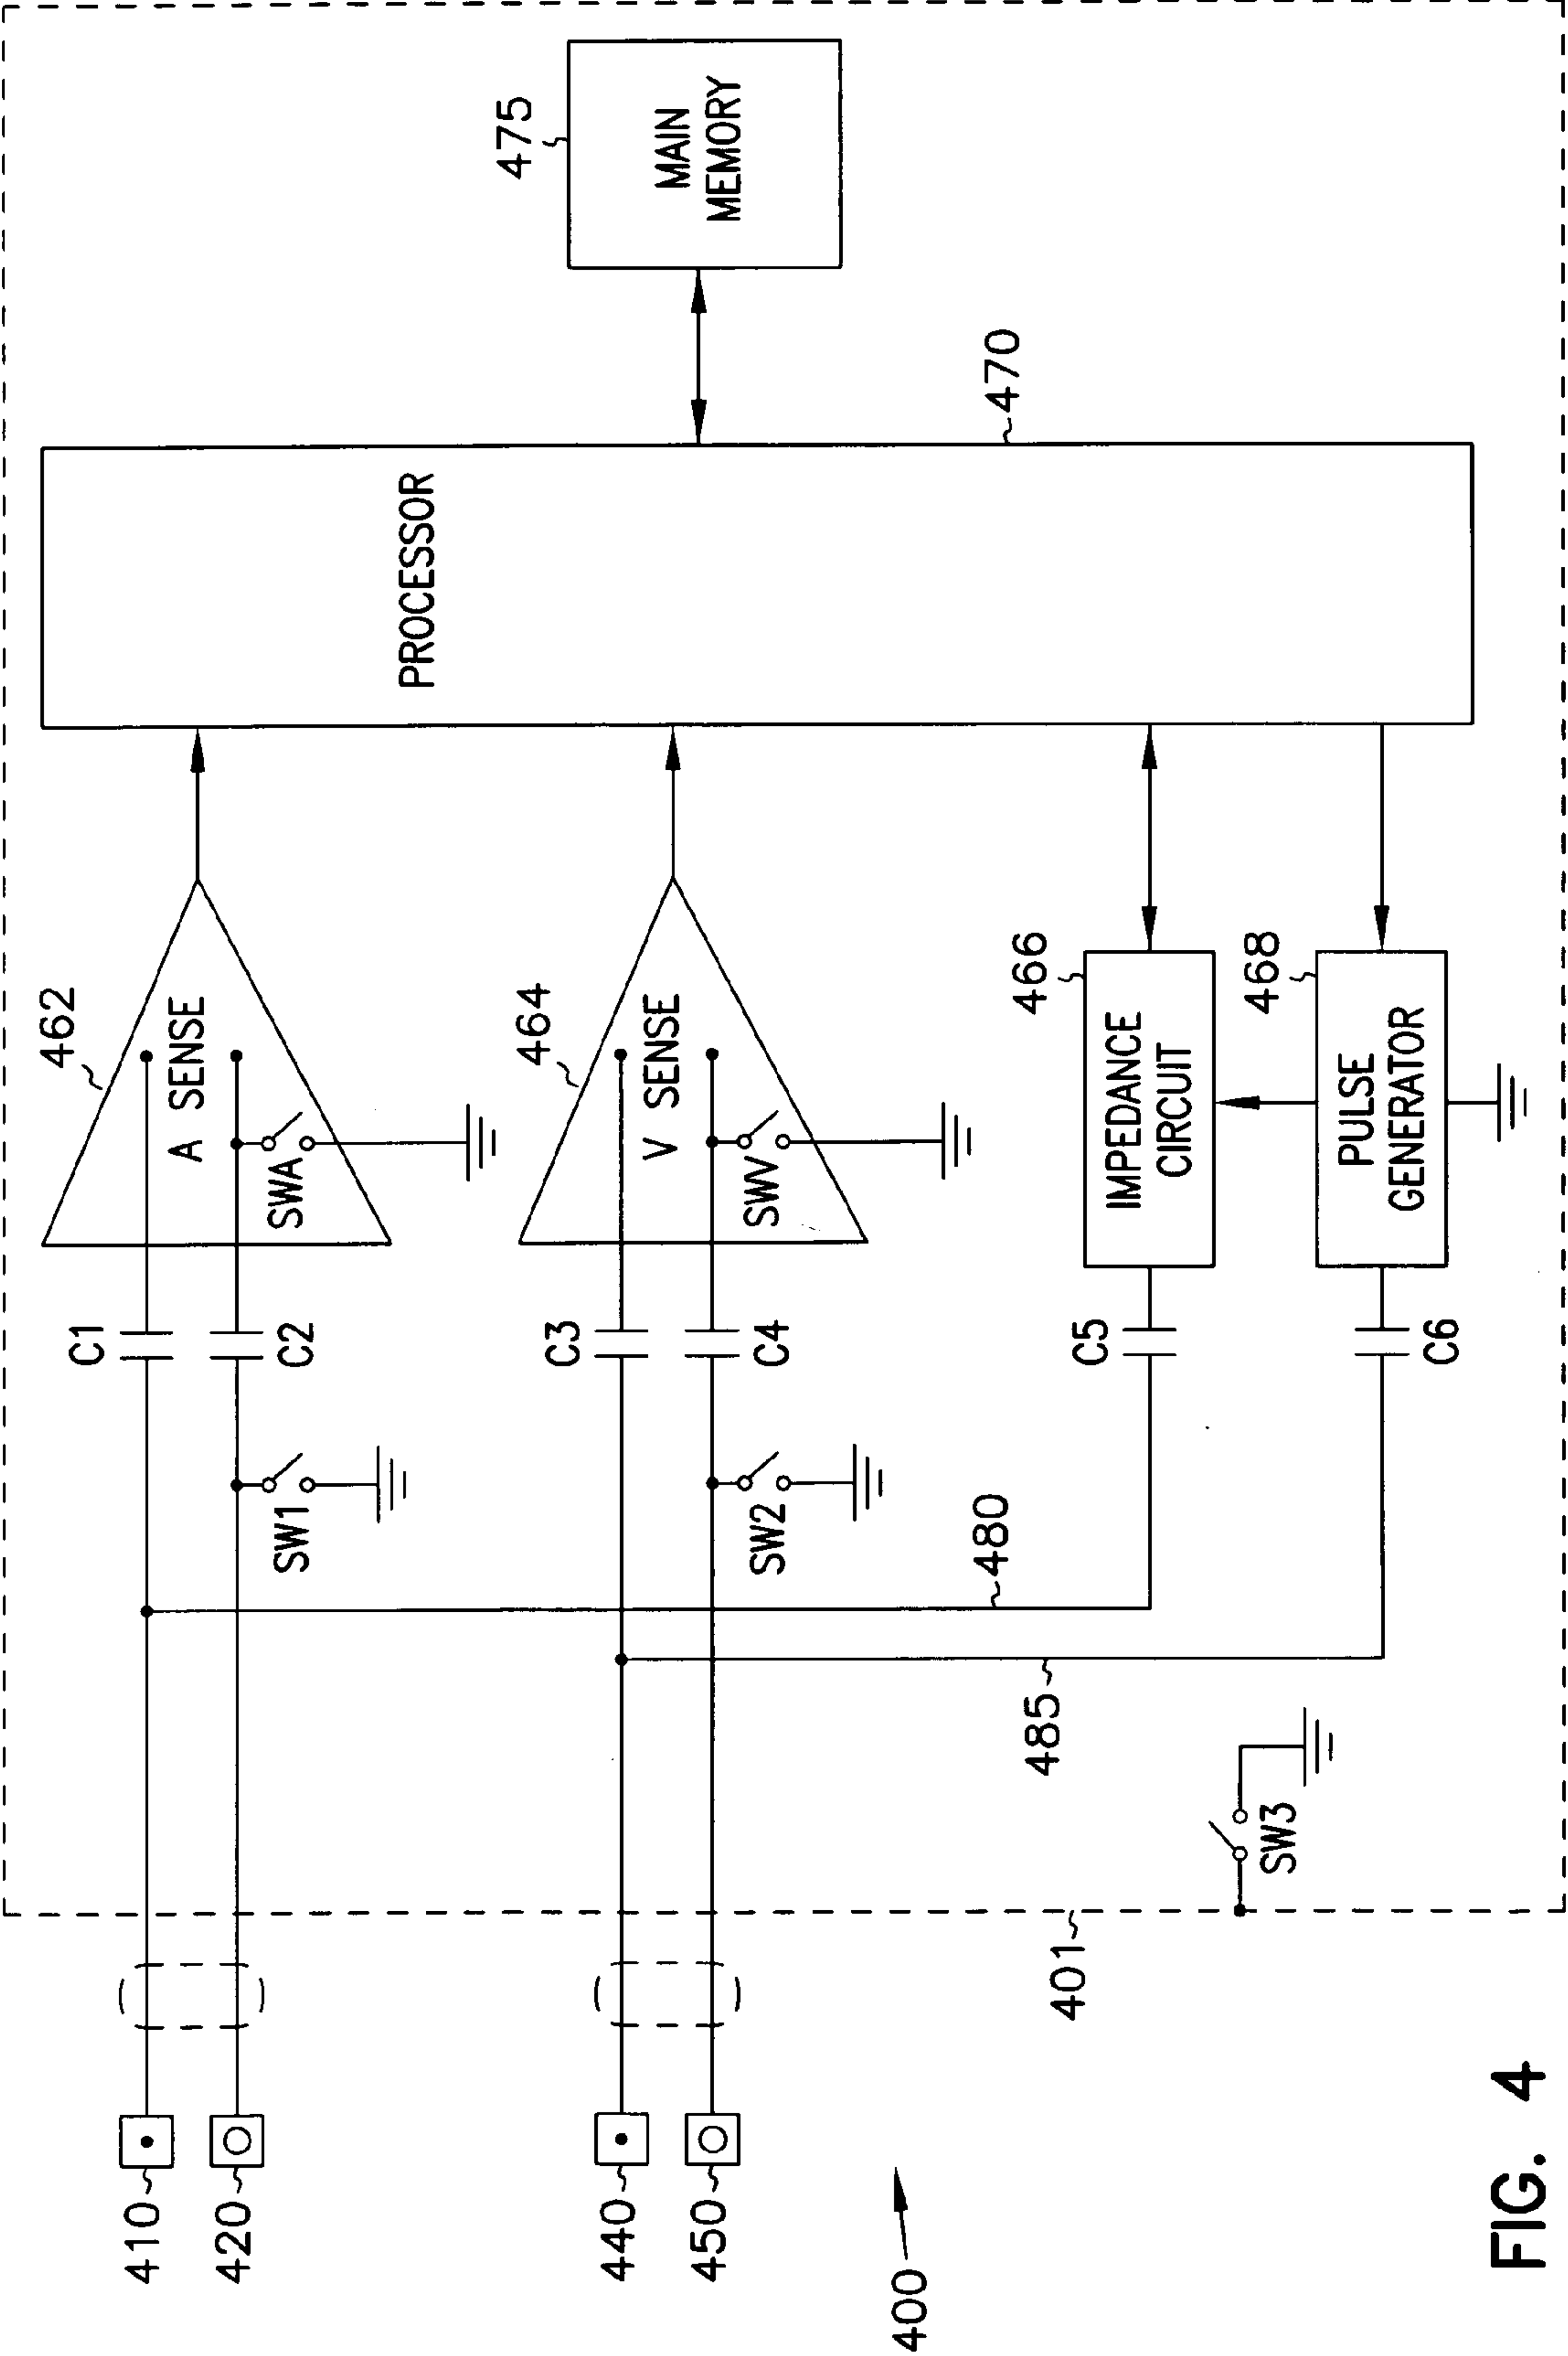 475
MAIN
MEMORY
470
PROCESSOR
462
A SENSE
SWA
464
V SENSE
SWV
466
IMPEDANCE
CIRCUIT
468
PULSE
GENERATOR
C1
C2
C3
C4
C5
C6
SW1
SW2
480
485
SW3
401
410
420
440
450
400
FIG. 4